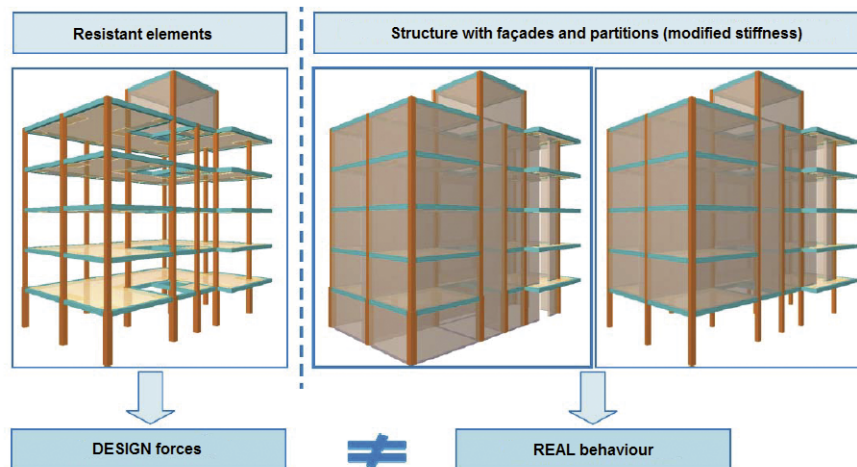 Resistant elements
Structure with façades and partitions (modified stiffness)
DESIGN forces
≠
REAL behaviour